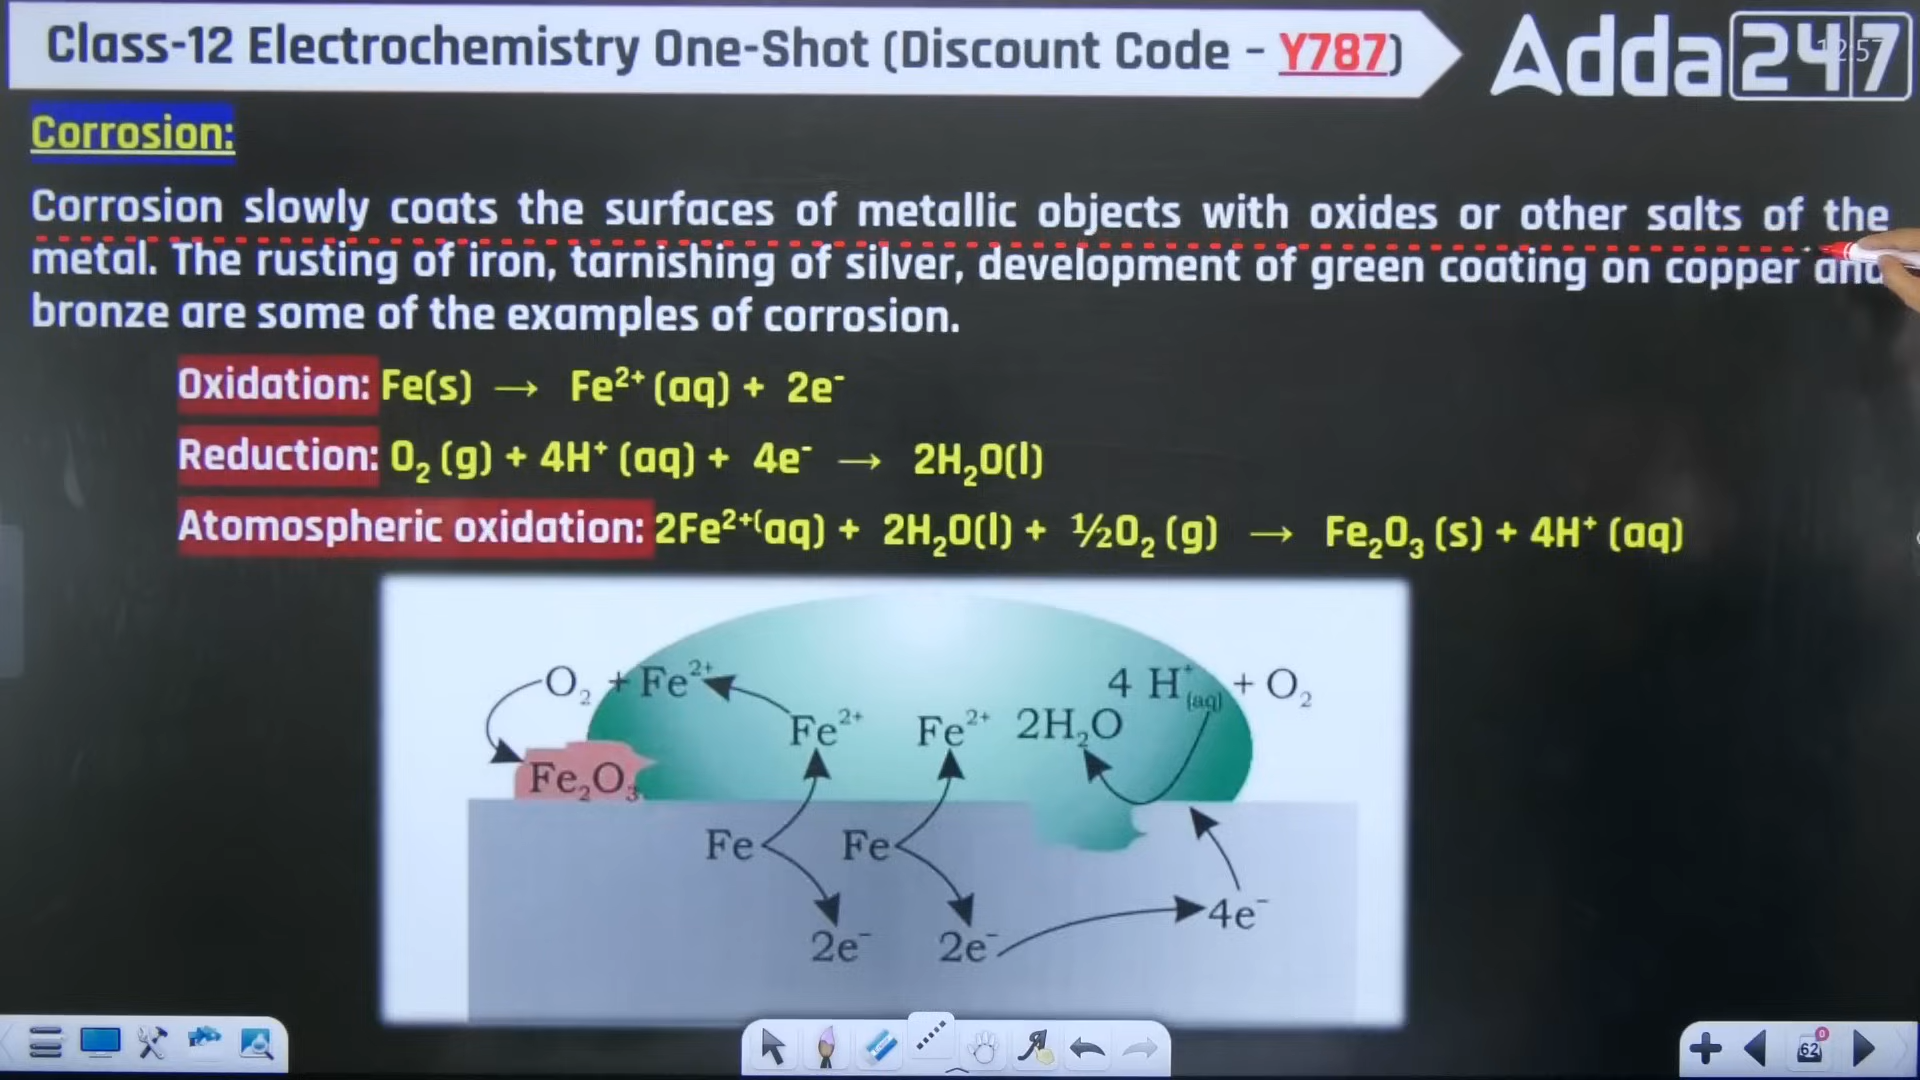 Class-12 Electrochemistry One-Shot (Discount Code - Y787)
Adda247
12:57
Corrosion:
Corrosion slowly coats the surfaces of metallic objects with oxides or other salts of the
metal. The rusting of iron, tarnishing of silver, development of green coating on copper and
bronze are some of the examples of corrosion.
Oxidation: Fe(s) → Fe²⁺ (aq) + 2e⁻
Reduction: O₂ (g) + 4H⁺ (aq) + 4e⁻ → 2H₂O(l)
Atomospheric oxidation: 2Fe²⁺⁽aq) + 2H₂O(l) + ½O₂ (g) → Fe₂O₃ (s) + 4H⁺ (aq)
O₂ + Fe²⁺
4 H⁺(aq) + O₂
Fe²⁺ Fe²⁺ 2H₂O
Fe₂O₃
Fe Fe
4e⁻
2e⁻ 2e⁻
62
0